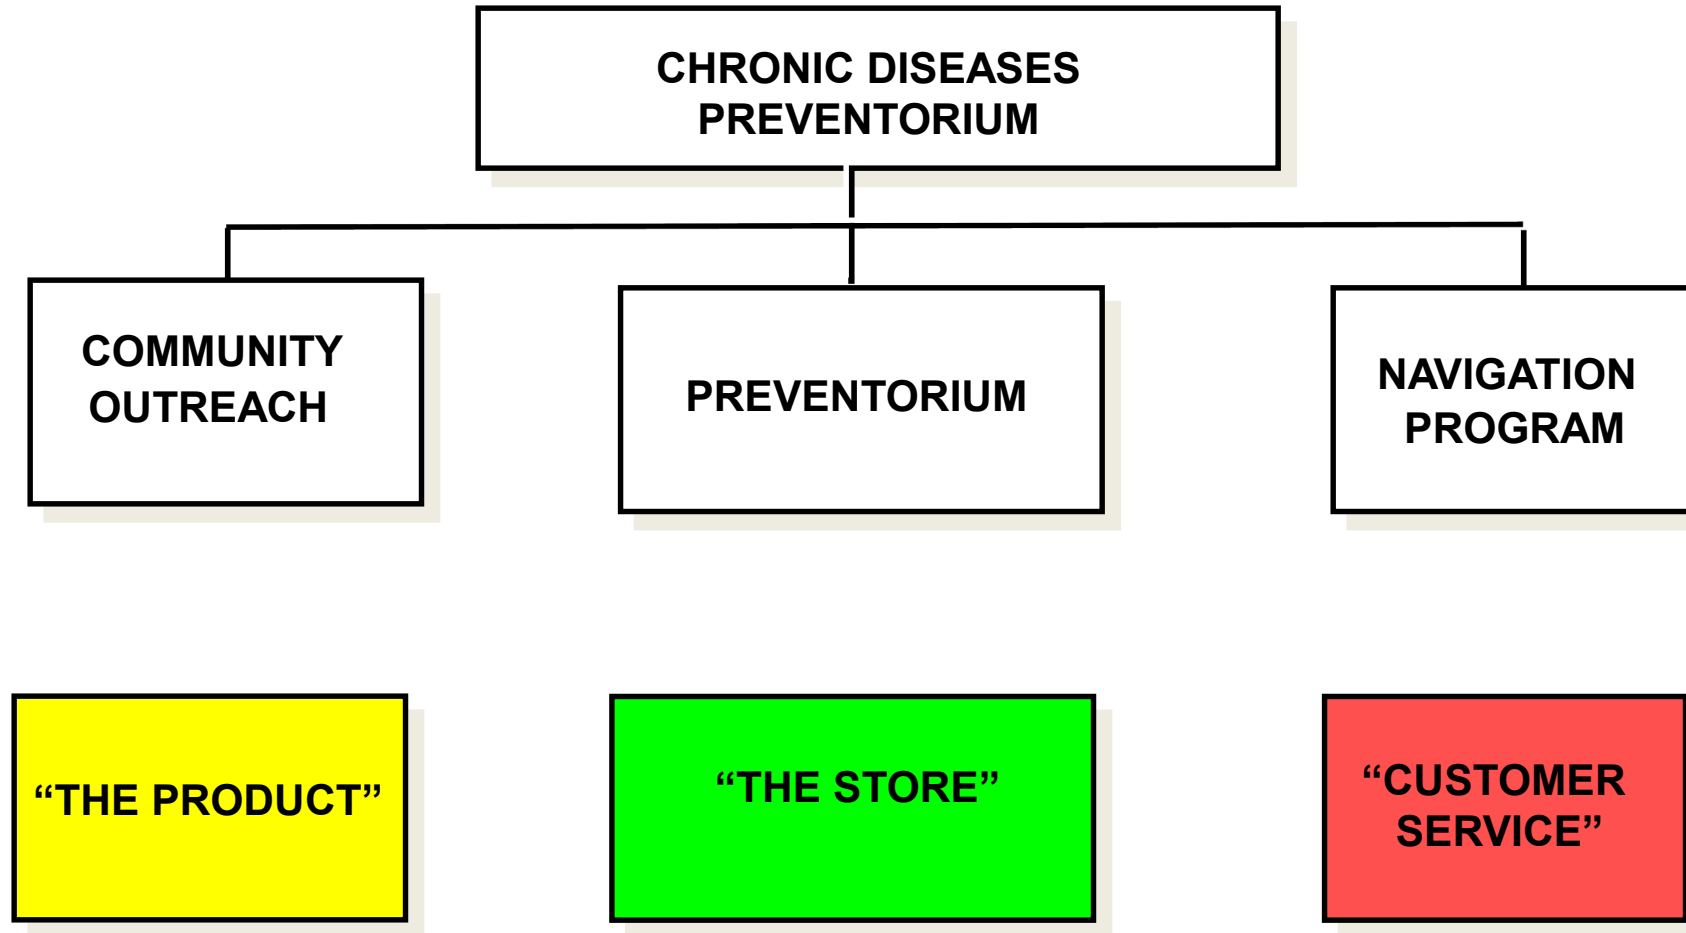 CHRONIC DISEASES
PREVENTORIUM
COMMUNITY
OUTREACH
PREVENTORIUM
NAVIGATION
PROGRAM
“THE PRODUCT”
“THE STORE”
“CUSTOMER
SERVICE”